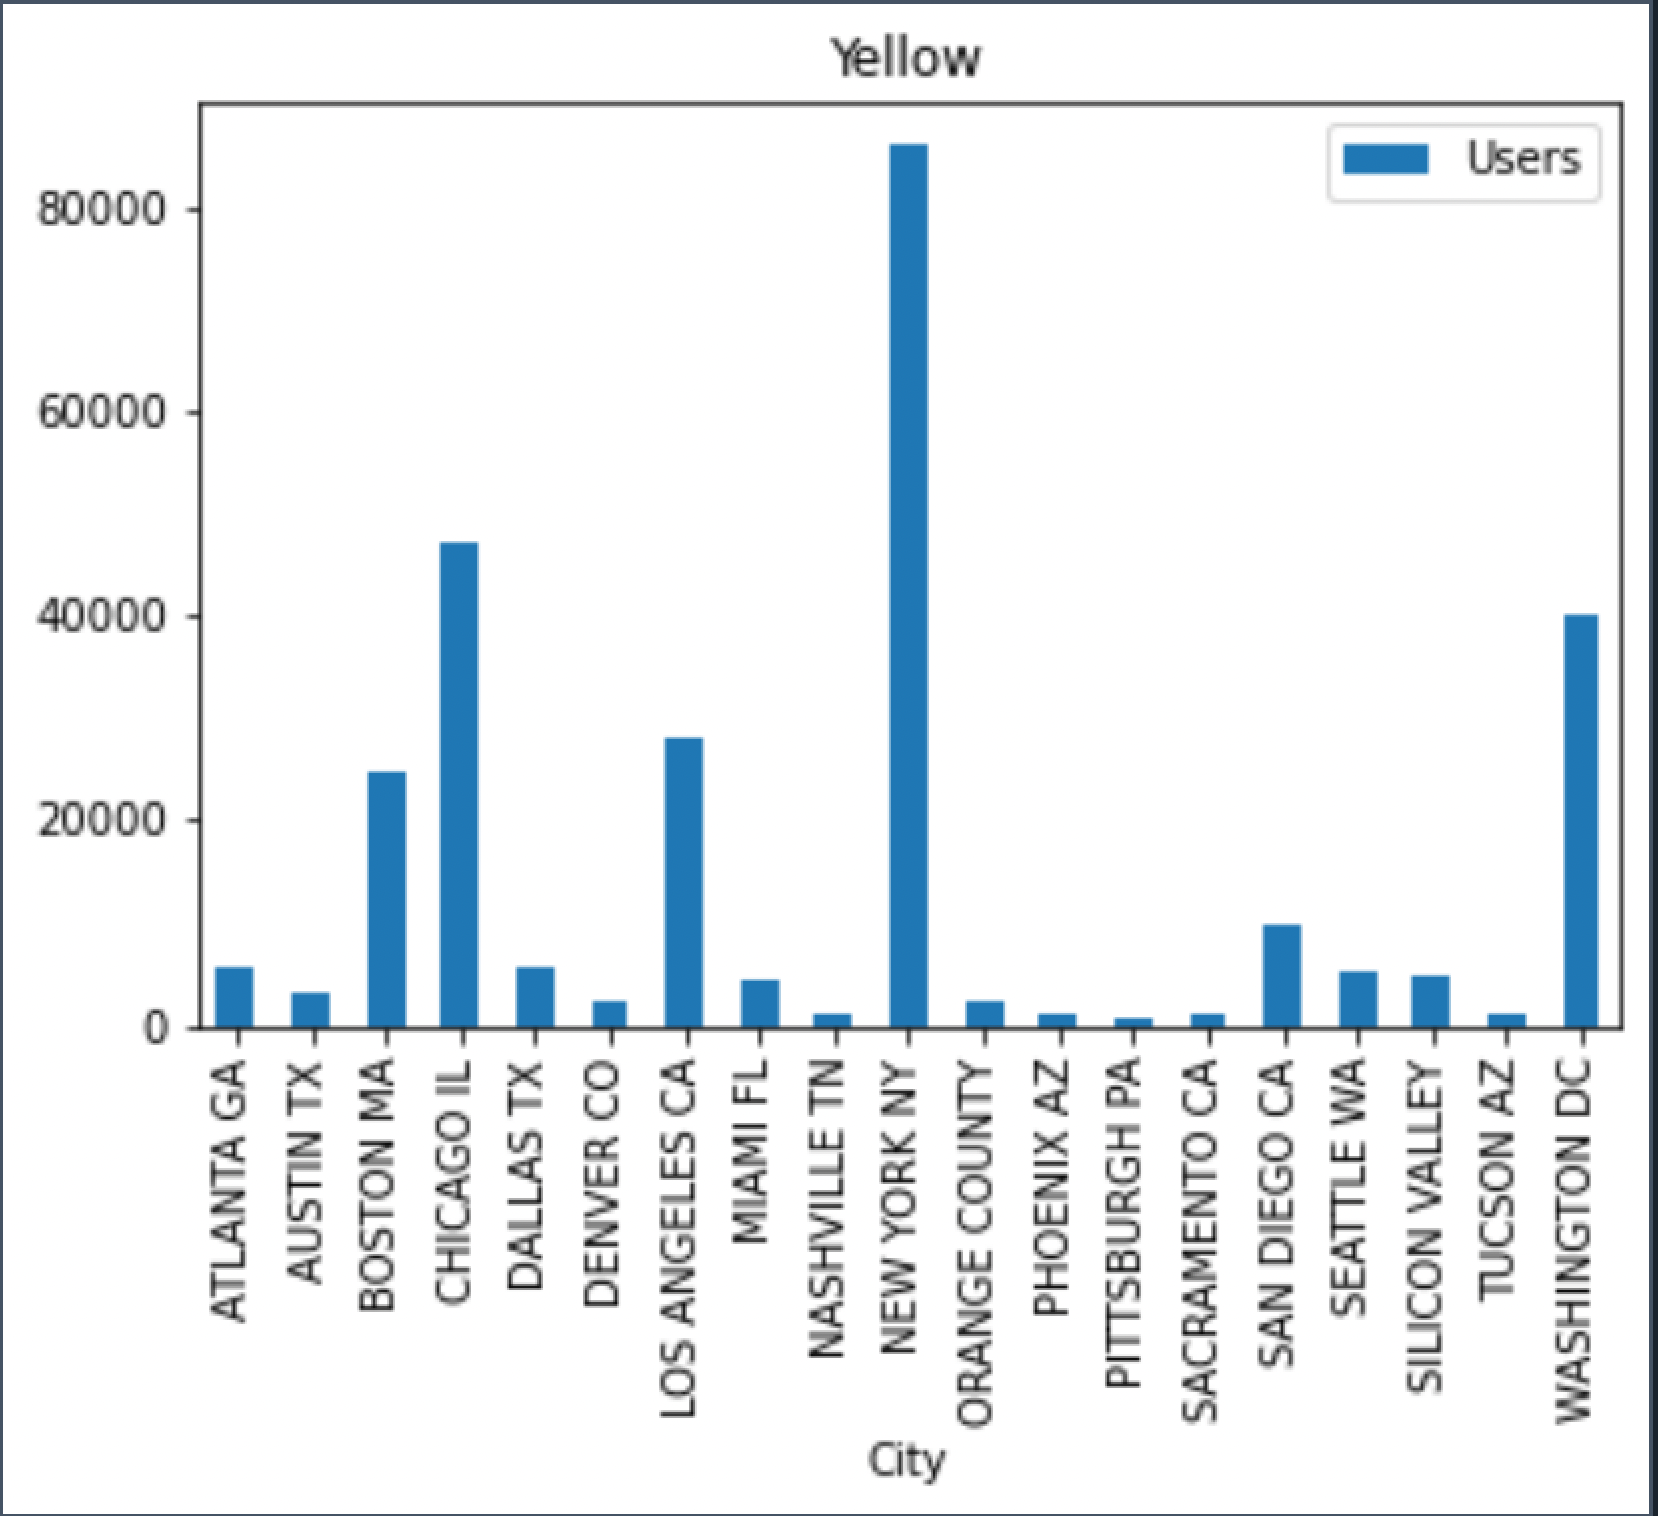 Yellow
Users
80000
60000
40000
20000
0
ATLANTA GA
AUSTIN TX
BOSTON MA
CHICAGO IL
DALLAS TX
DENVER CO
LOS ANGELES CA
MIAMI FL
NASHVILLE TN
NEW YORK NY
ORANGE COUNTY
PHOENIX AZ
PITTSBURGH PA
SACRAMENTO CA
SAN DIEGO CA
SEATTLE WA
SILICON VALLEY
TUCSON AZ
WASHINGTON DC
City